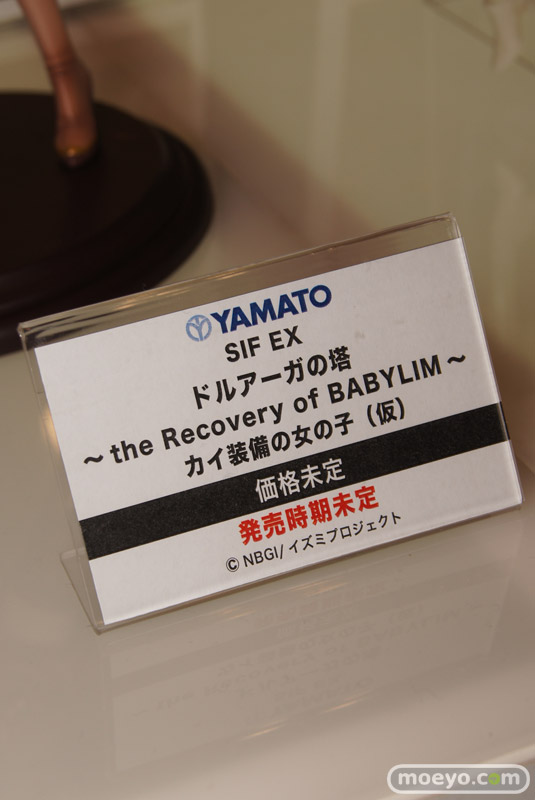 YAMATO
SIF EX
ドルアーガの塔
～the Recovery of BABYLIM～
カイ装備の女の子（仮）
価格未定
発売時期未定
© NBGI/イズミプロジェクト
moeyo.com